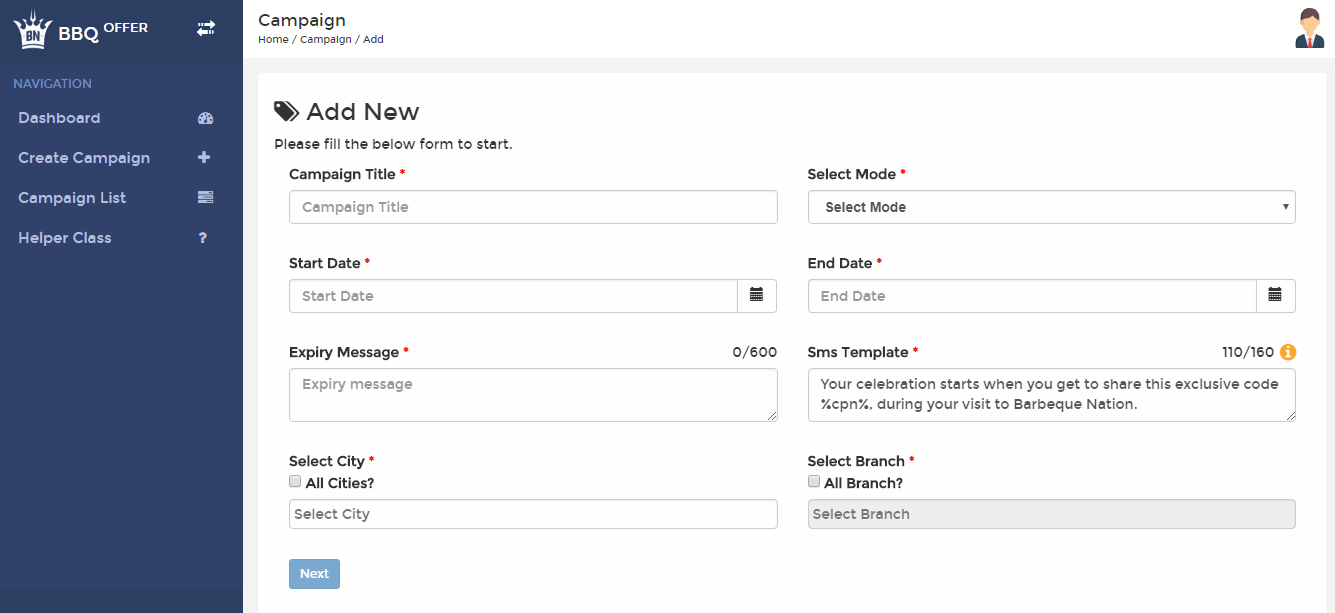 BN BBQ OFFER
NAVIGATION
Dashboard
Create Campaign
Campaign List
Helper Class ?
Campaign
Home / Campaign / Add
Add New
Please fill the below form to start.
Campaign Title * Select Mode *
Campaign Title Select Mode
Start Date * End Date *
Start Date End Date
Expiry Message * 0/600 Sms Template * 110/160 i
Expiry message
Your celebration starts when you get to share this exclusive code
%cpn%, during your visit to Barbeque Nation.
Select City * Select Branch *
All Cities? All Branch?
Select City Select Branch
Next